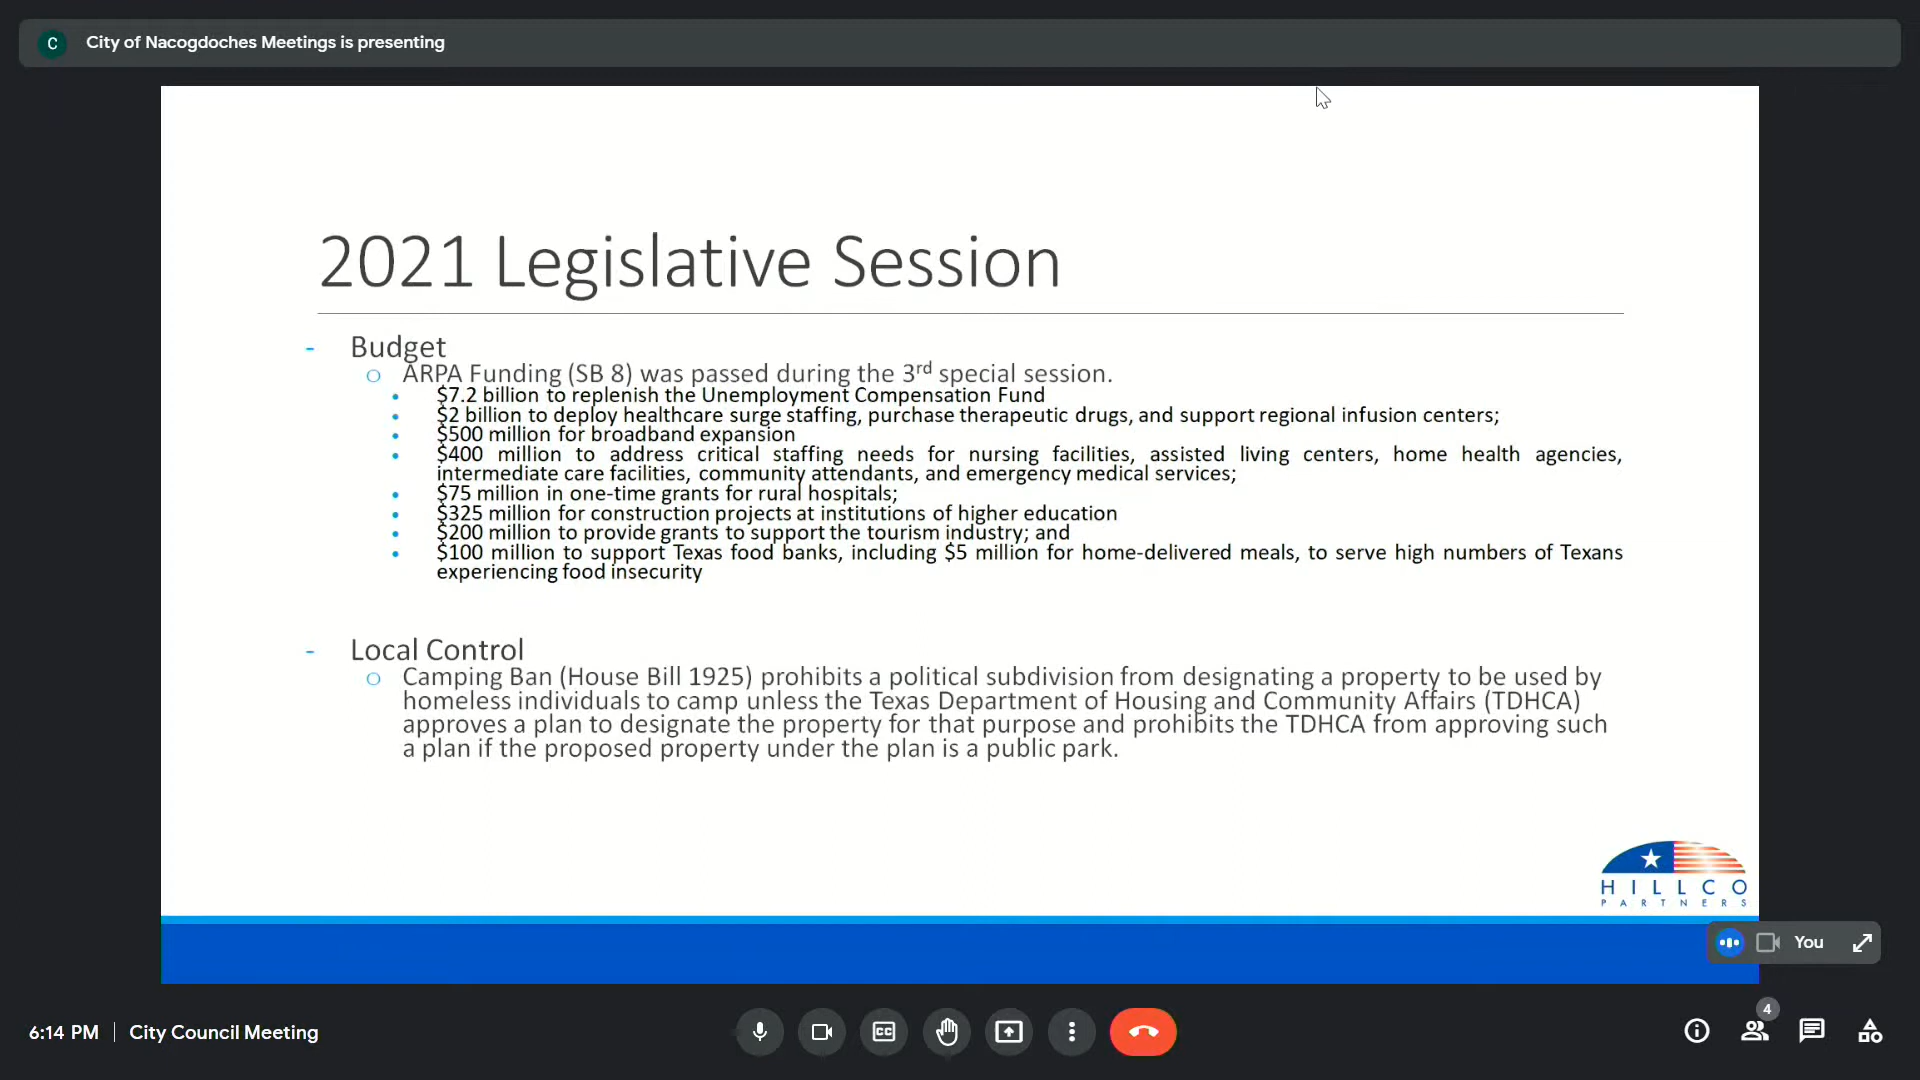 C City of Nacogdoches Meetings is presenting
2021 Legislative Session
- Budget
o ARPA Funding (SB 8) was passed during the 3rd special session.
• $7.2 billion to replenish the Unemployment Compensation Fund
• $2 billion to deploy healthcare surge staffing, purchase therapeutic drugs, and support regional infusion centers;
• $500 million for broadband expansion
• $400 million to address critical staffing needs for nursing facilities, assisted living centers, home health agencies,
intermediate care facilities, community attendants, and emergency medical services;
• $75 million in one-time grants for rural hospitals;
• $325 million for construction projects at institutions of higher education
• $200 million to provide grants to support the tourism industry; and
• $100 million to support Texas food banks, including $5 million for home-delivered meals, to serve high numbers of Texans
experiencing food insecurity
- Local Control
o Camping Ban (House Bill 1925) prohibits a political subdivision from designating a property to be used by
homeless individuals to camp unless the Texas Department of Housing and Community Affairs (TDHCA)
approves a plan to designate the property for that purpose and prohibits the TDHCA from approving such
a plan if the proposed property under the plan is a public park.
HILLCO
PARTNERS
You
6:14 PM | City Council Meeting
CC
4